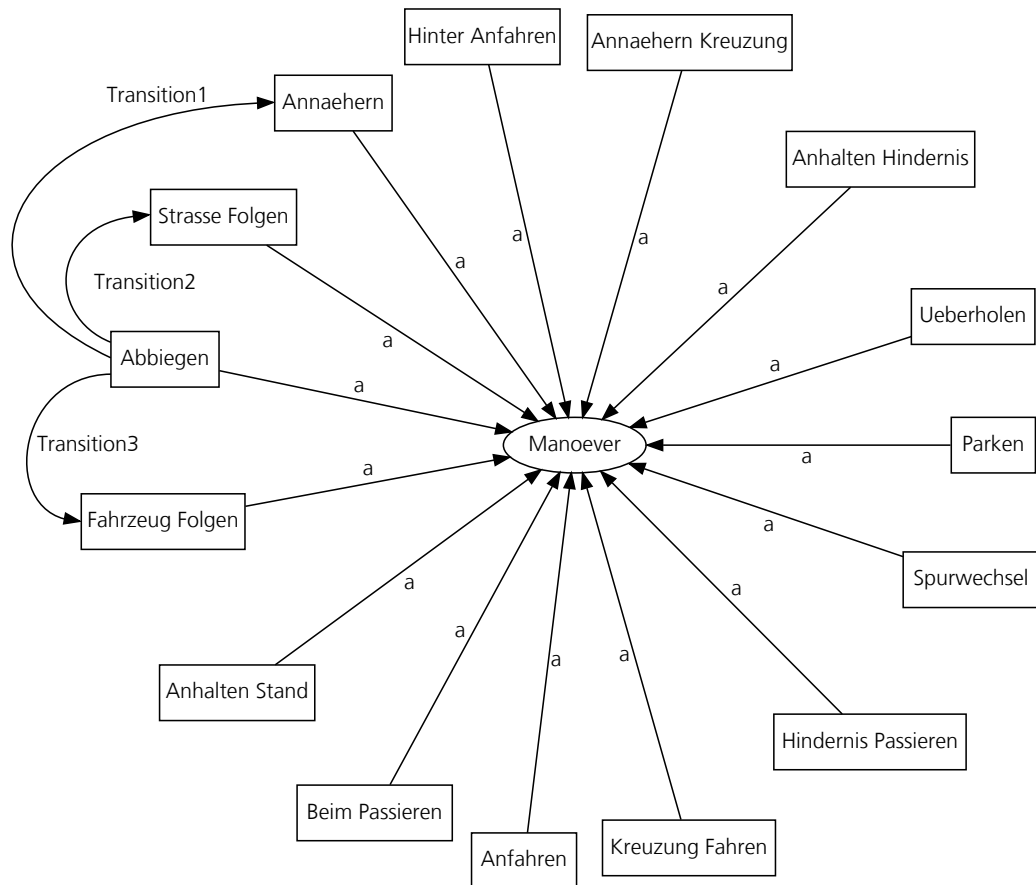 Hinter Anfahren
Annaehern Kreuzung
Transition1
Annaehern
Anhalten Hindernis
Strasse Folgen
a
a
a
Transition2
a
Ueberholen
a
Abbiegen
a
a
Transition3
Manoever
Parken
a
a
Fahrzeug Folgen
a
Spurwechsel
a
a
a
a
a
Anhalten Stand
Hindernis Passieren
Beim Passieren
Anfahren
Kreuzung Fahren